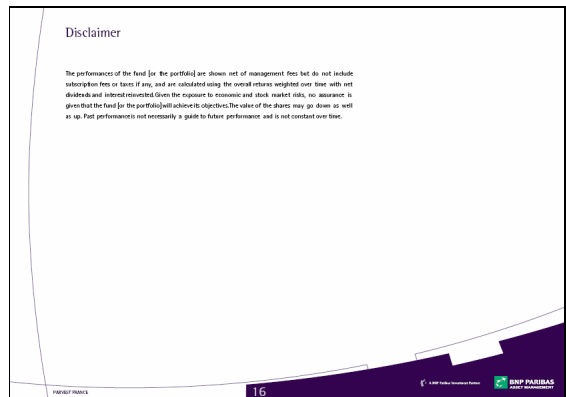 Disclaimer
The performances of the fund [or the portfolio] are shown net of management fees but do not include
subscription fees or taxes if any, and are calculated using the overall returns weighted over time with net
dividends and interest reinvested. Given the exposure to economic and stock market risks, no assurance is
given that the fund [or the portfolio] will achieve its objectives. The value of the shares may go down as well
as up. Past performance is not necessarily a guide to future performance and is not constant over time.
PARVEST FRANCE
16
A BNP Paribas Investment Partner
BNP PARIBAS
ASSET MANAGEMENT